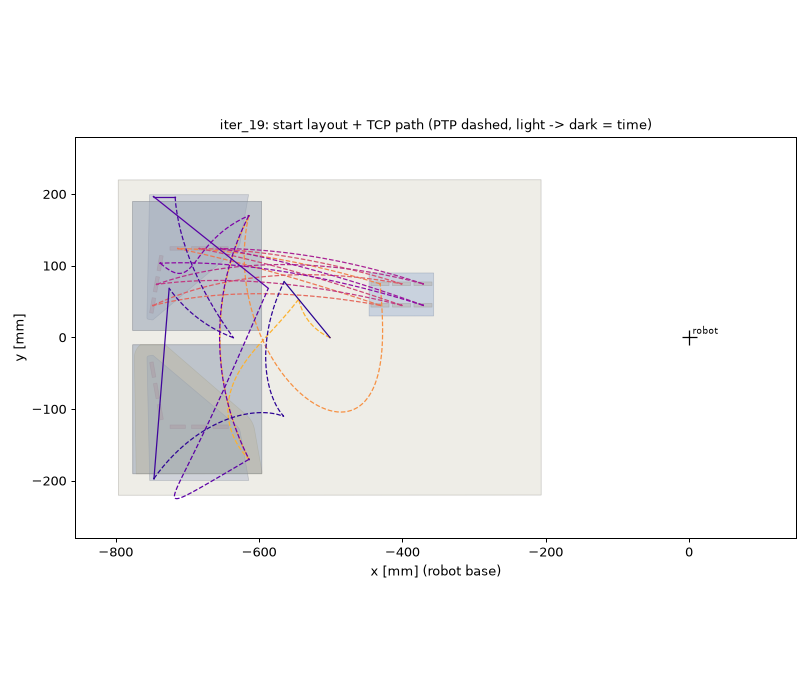 iter_19: start layout + TCP path (PTP dashed, light -> dark = time)
200
100
0
−100
−200
y [mm]
robot
−800
−600
−400
−200
0
x [mm] (robot base)